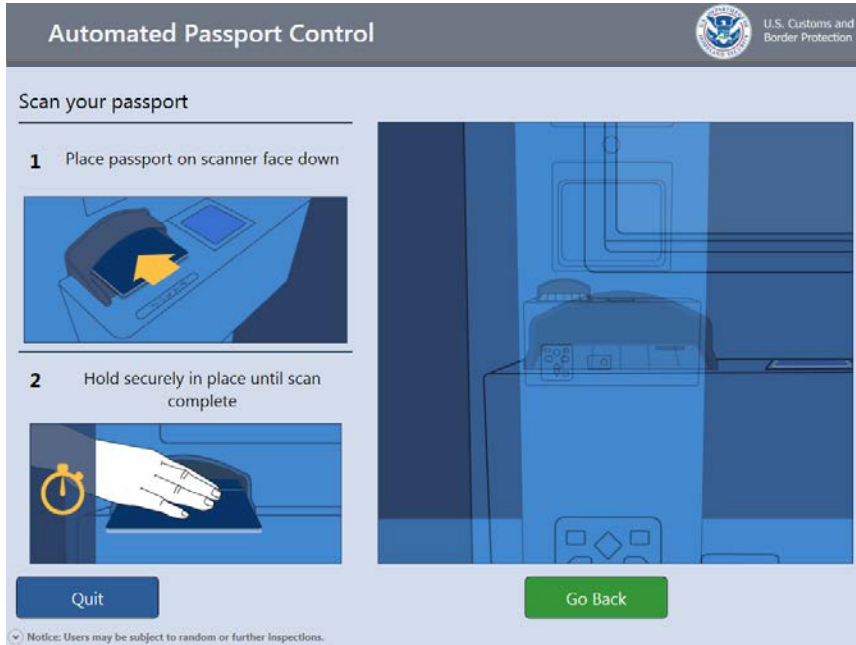 Automated Passport Control
U.S. Customs and
Border Protection
Scan your passport
1 Place passport on scanner face down
2 Hold securely in place until scan
complete
Quit
Go Back
Notice: Users may be subject to random or further inspections.